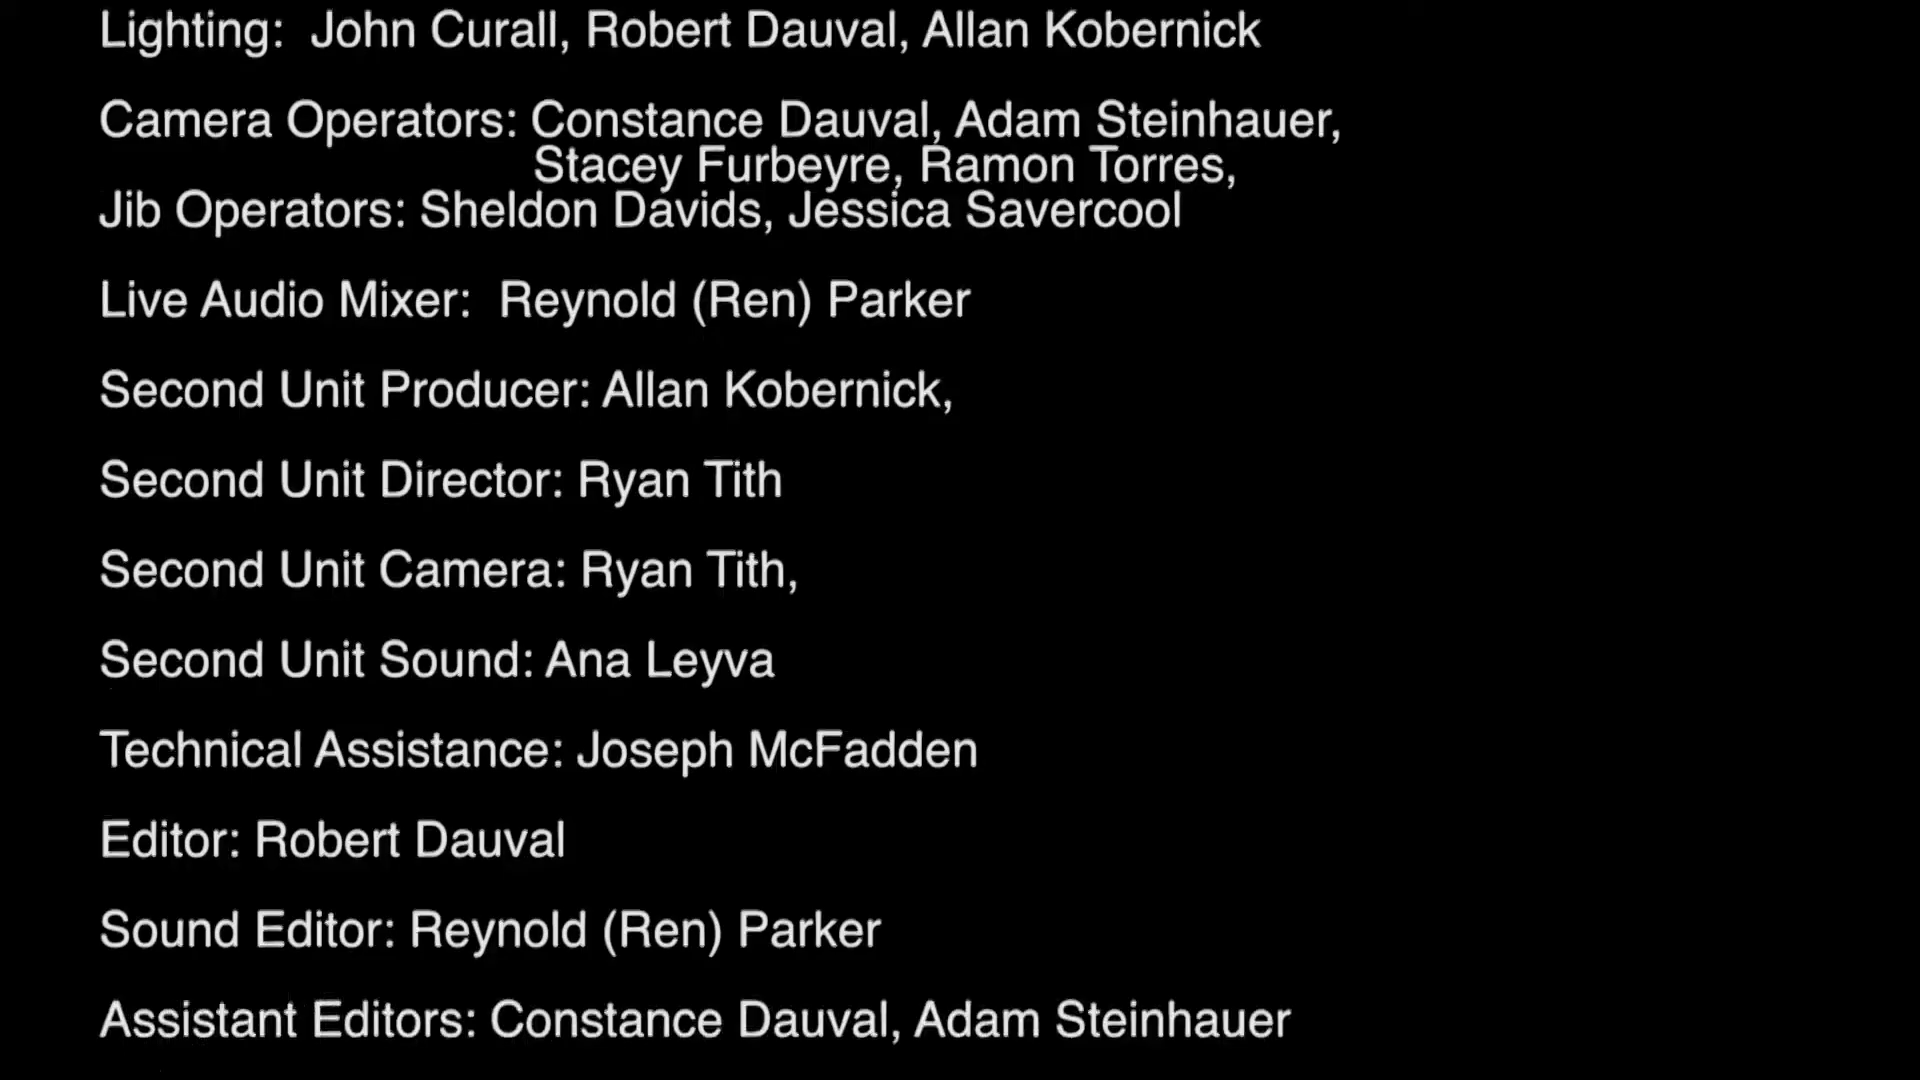 Lighting:  John Curall, Robert Dauval, Allan Kobernick
Camera Operators: Constance Dauval, Adam Steinhauer,
Stacey Furbeyre, Ramon Torres,
Jib Operators: Sheldon Davids, Jessica Savercool
Live Audio Mixer:  Reynold (Ren) Parker
Second Unit Producer: Allan Kobernick,
Second Unit Director: Ryan Tith
Second Unit Camera: Ryan Tith,
Second Unit Sound: Ana Leyva
Technical Assistance: Joseph McFadden
Editor: Robert Dauval
Sound Editor: Reynold (Ren) Parker
Assistant Editors: Constance Dauval, Adam Steinhauer